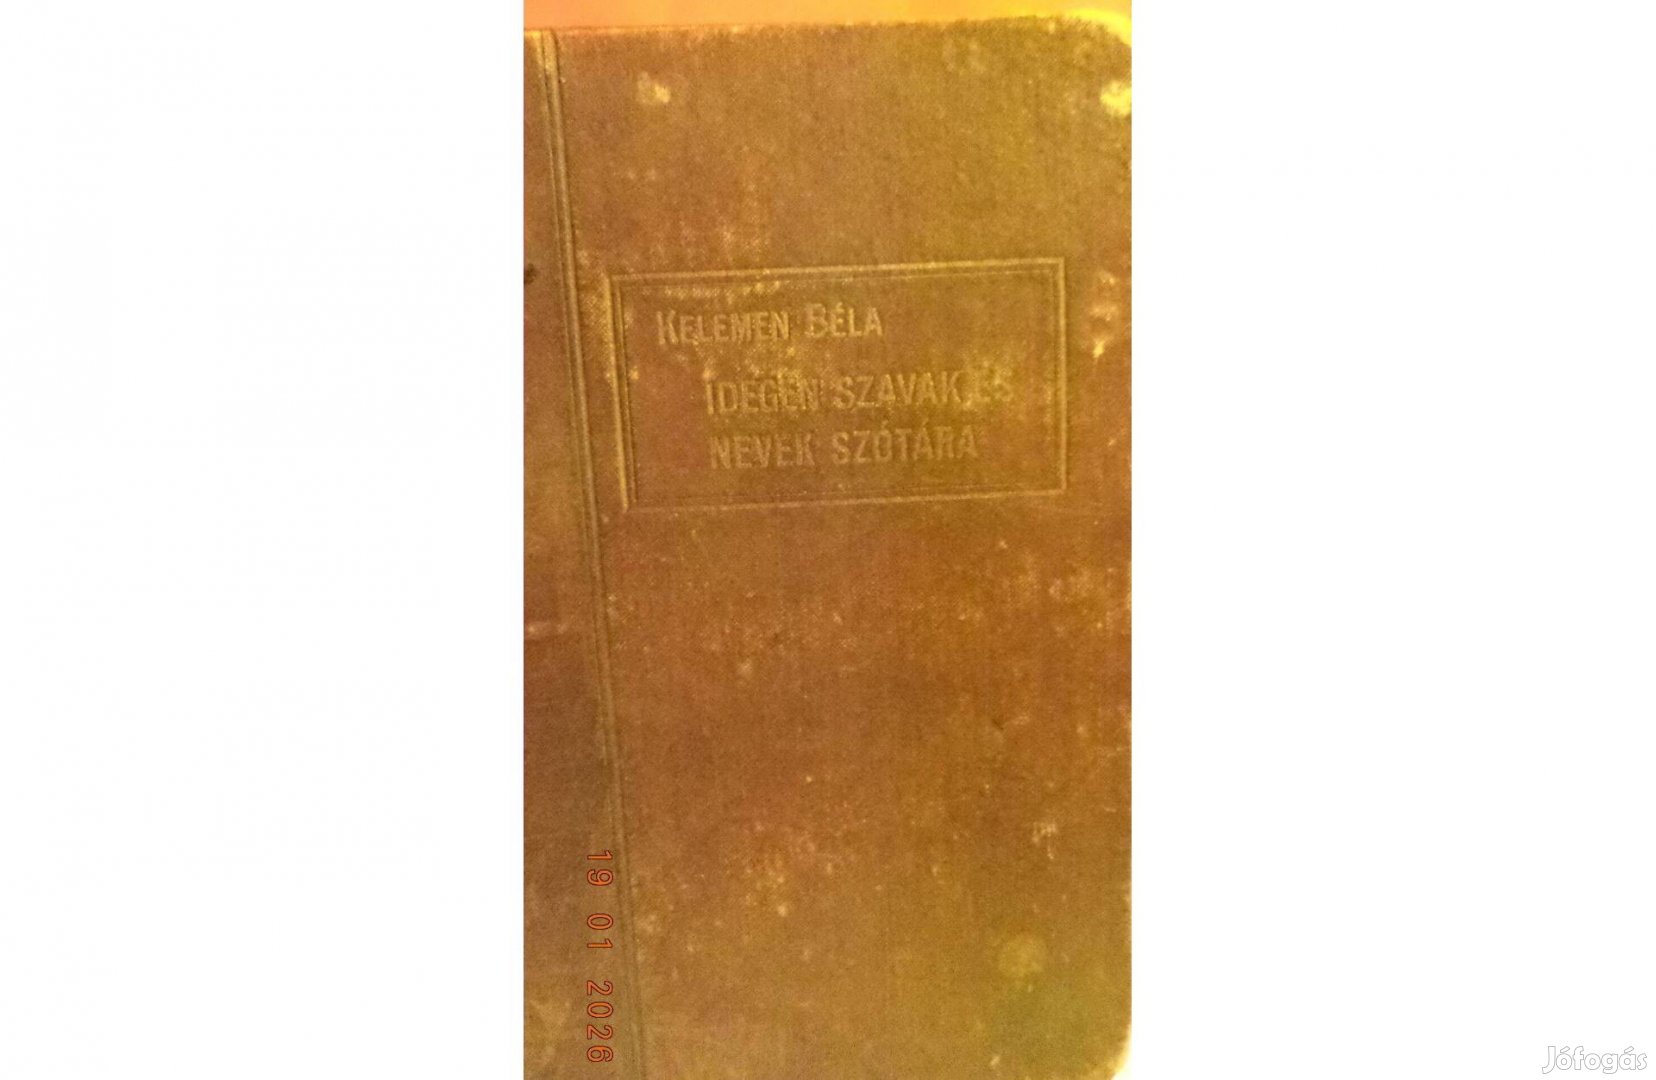 KELEMEN BÉLA
IDEGEN SZAVAK ÉS
NEVEK SZÓTÁRA
19 01 2026
Jófogás